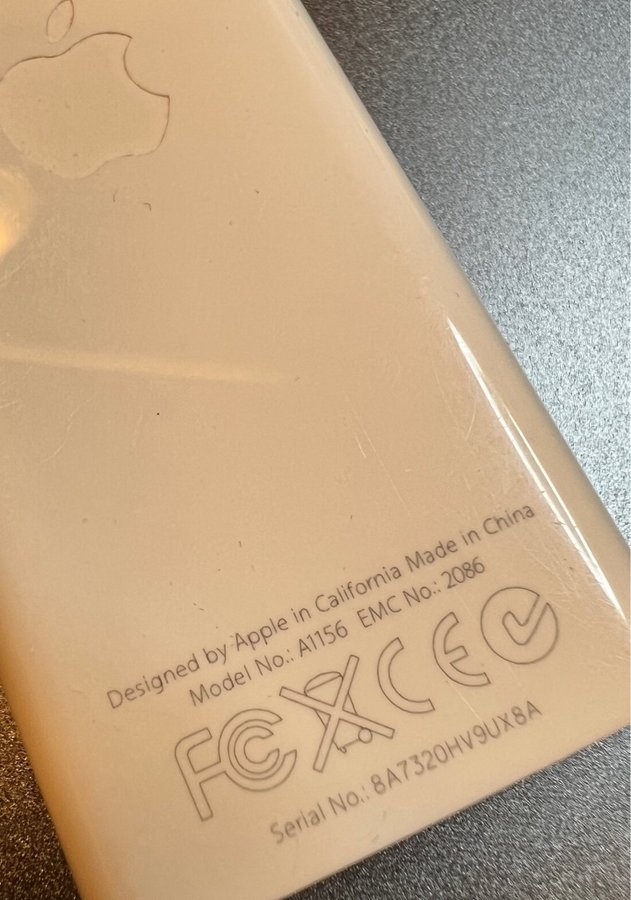 Designed by Apple in California Made in China
Model No.: A1156 EMC No.: 2086
FC CE
Serial No.: 8A7320HV9UX8A